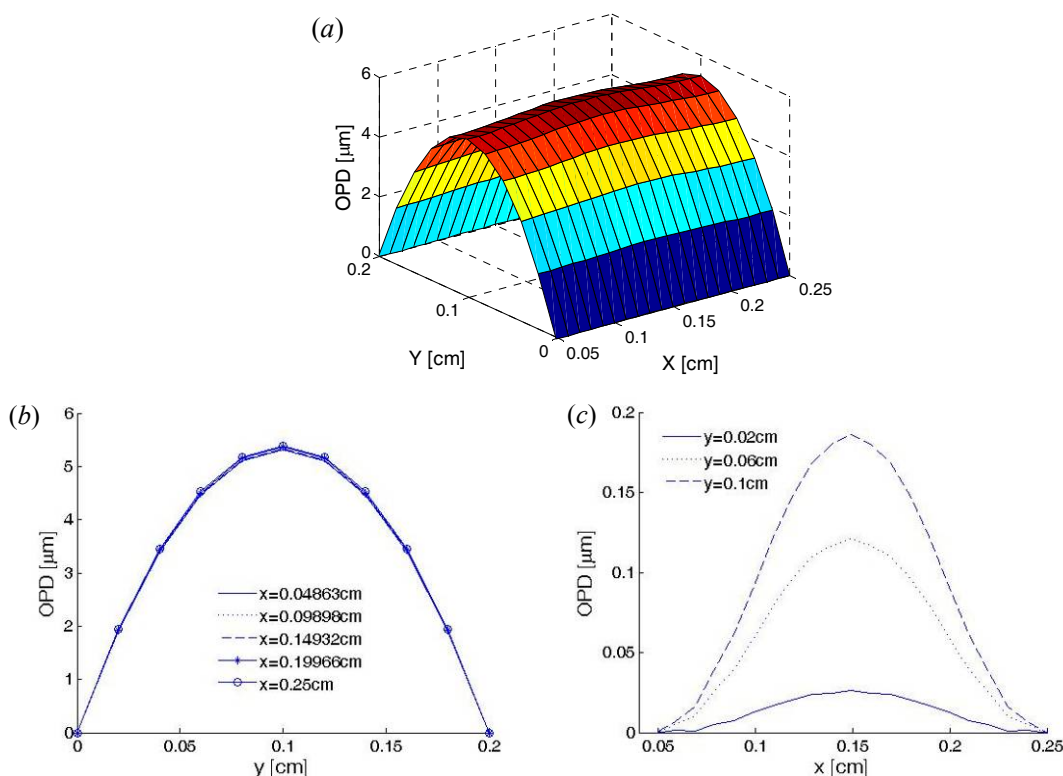 (a)
6
4
2
0
OPD [μm]
0.2
0.1
0
Y [cm]
0.05
0.1
0.15
0.2
0.25
X [cm]
(b)
6
5
4
3
2
1
0
OPD [μm]
x=0.04863cm
x=0.09898cm
x=0.14932cm
x=0.19966cm
x=0.25cm
0
0.05
0.1
0.15
0.2
y [cm]
(c)
0.2
0.15
0.1
0.05
0
OPD [μm]
y=0.02cm
y=0.06cm
y=0.1cm
0.05
0.1
0.15
0.2
0.25
x [cm]